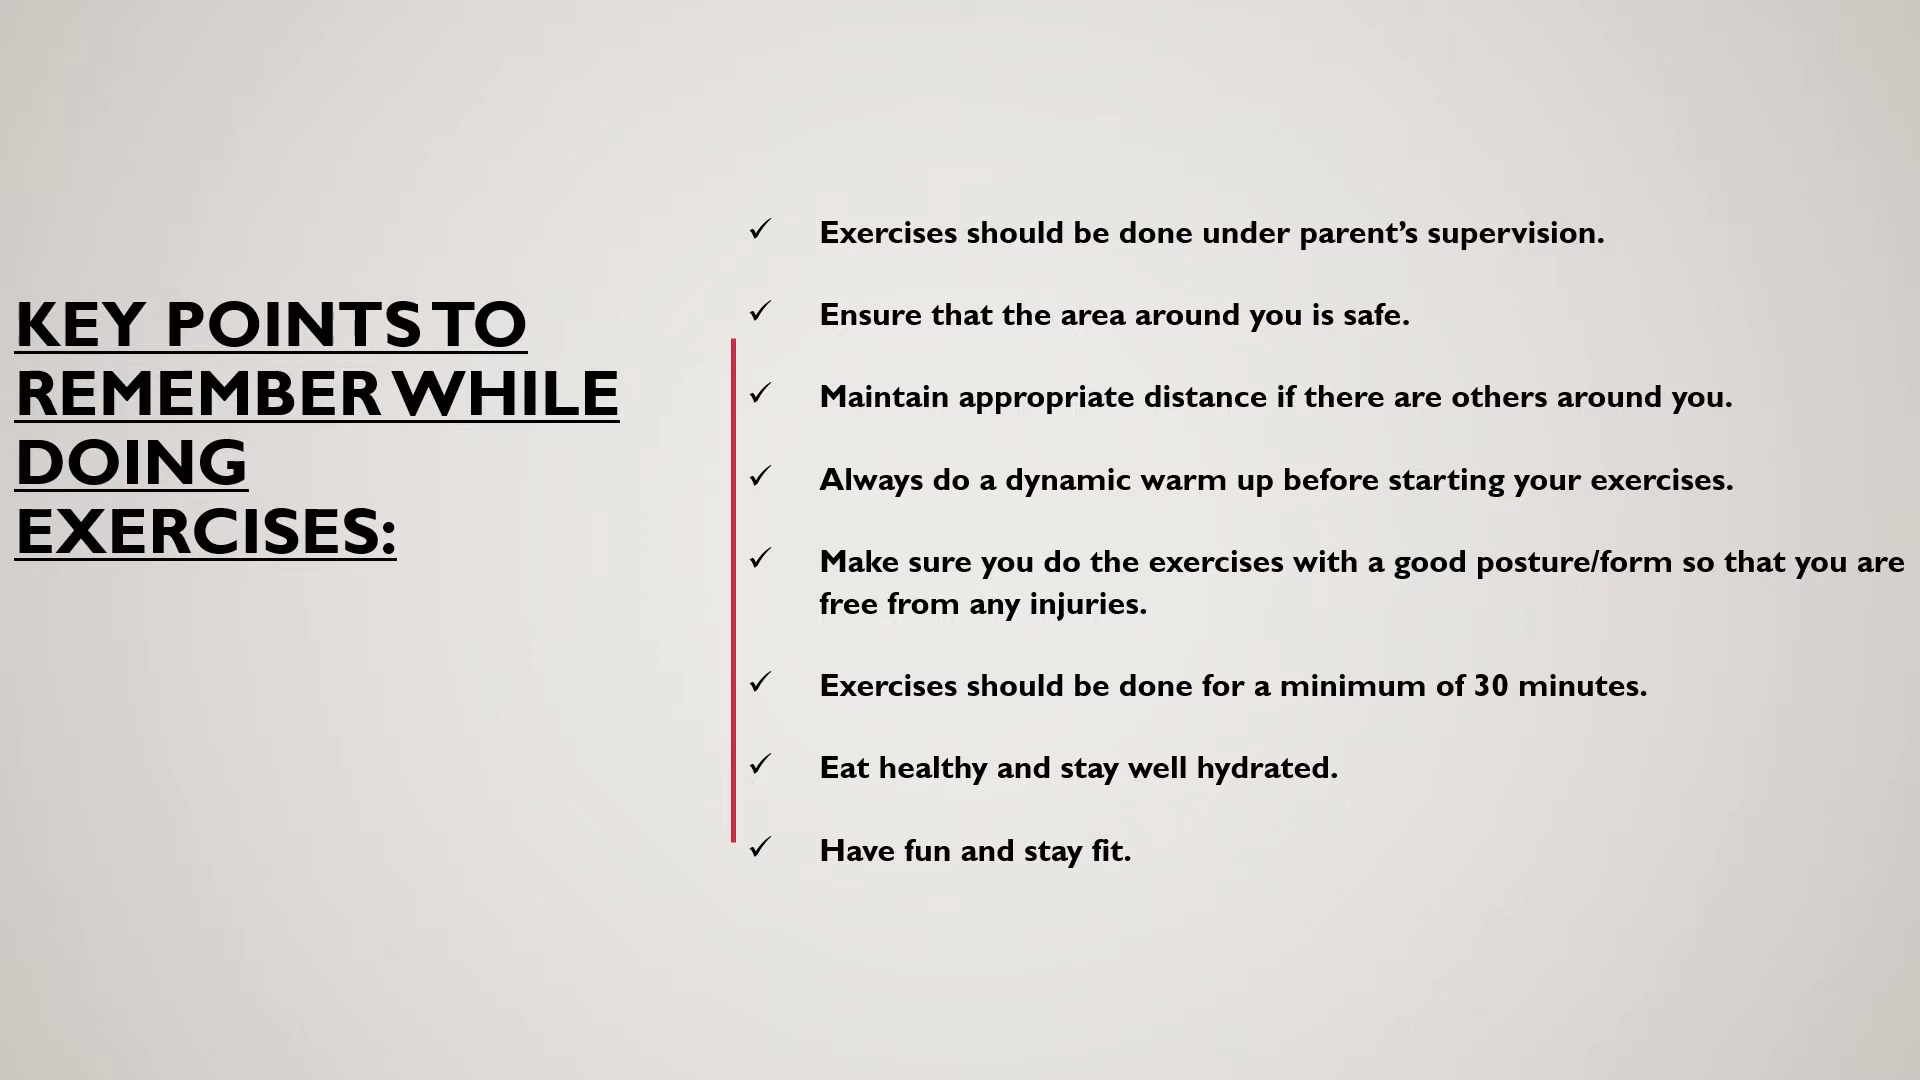 KEY POINTS TO
REMEMBER WHILE
DOING
EXERCISES:
✓ Exercises should be done under parent’s supervision.
✓ Ensure that the area around you is safe.
✓ Maintain appropriate distance if there are others around you.
✓ Always do a dynamic warm up before starting your exercises.
✓ Make sure you do the exercises with a good posture/form so that you are
free from any injuries.
✓ Exercises should be done for a minimum of 30 minutes.
✓ Eat healthy and stay well hydrated.
✓ Have fun and stay fit.